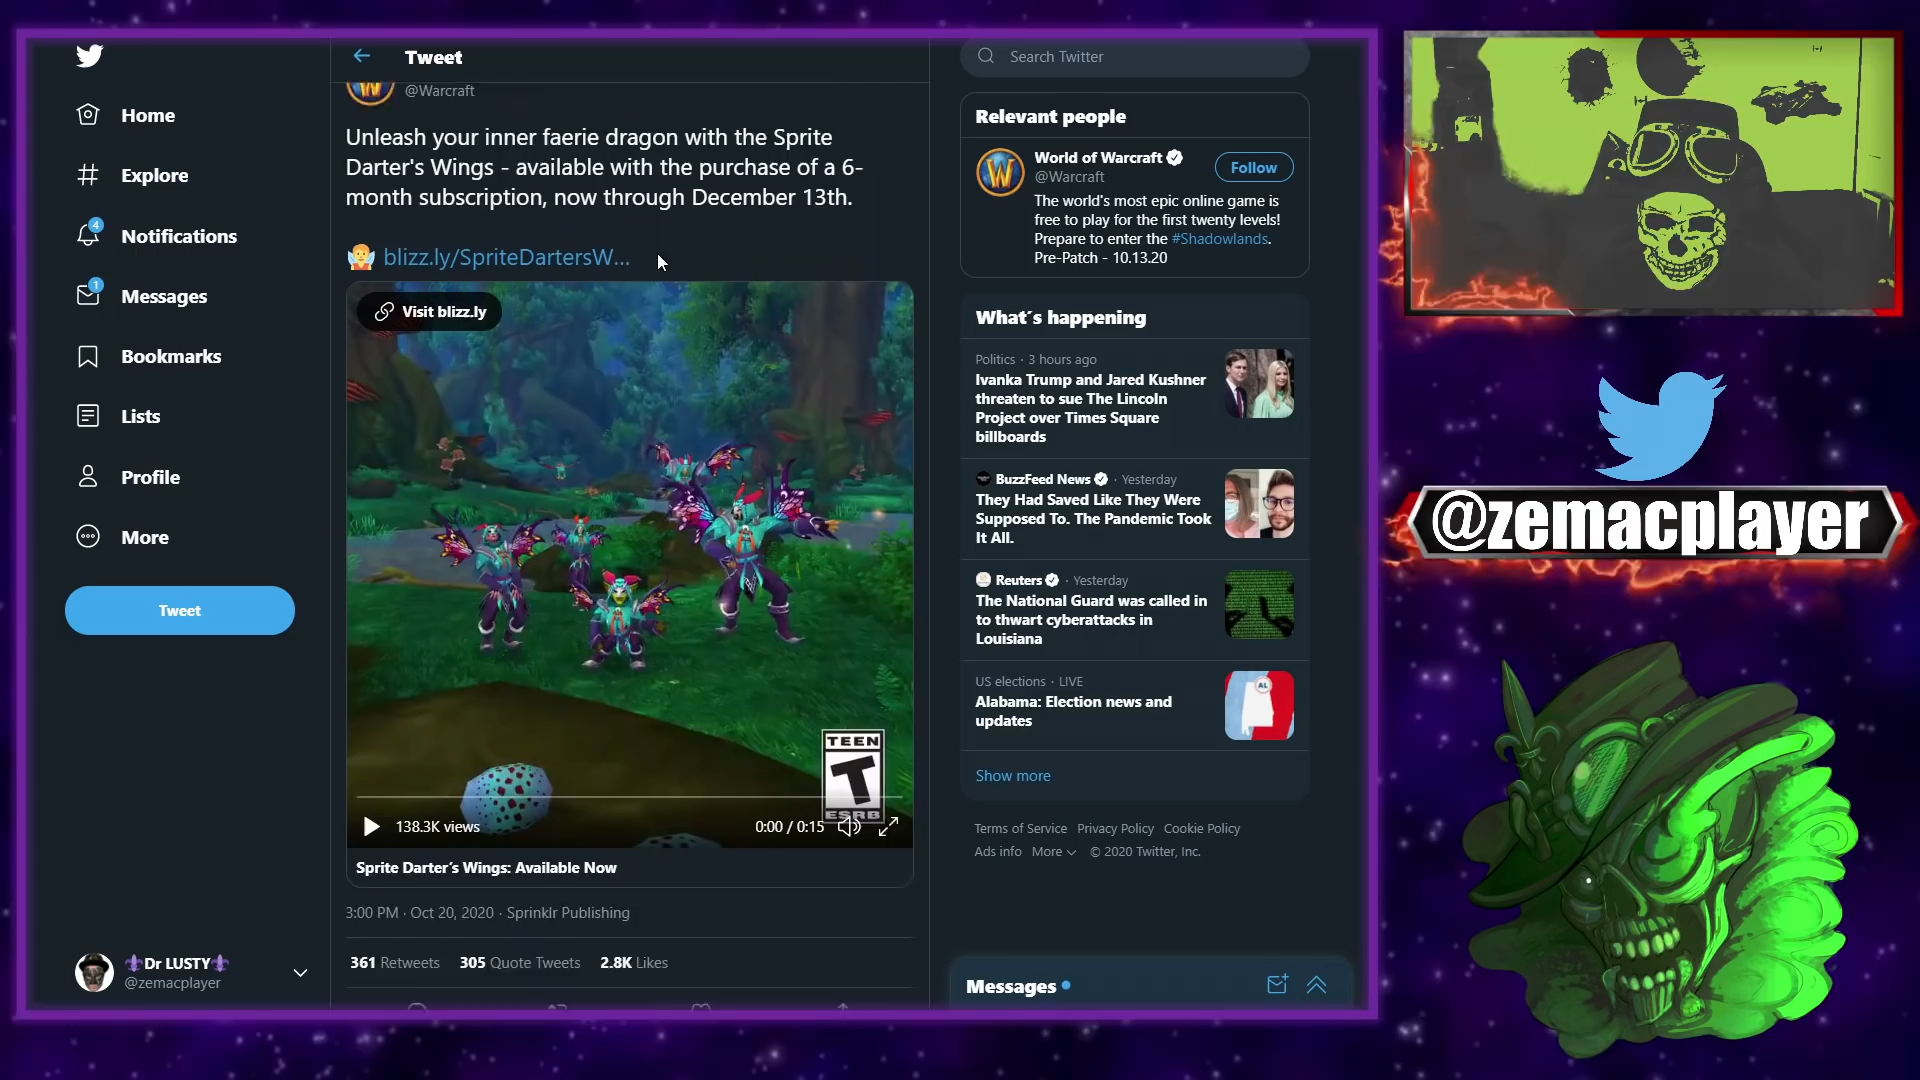 Home
Explore
4
Notifications
1
Messages
Bookmarks
Lists
Profile
More
Tweet
Dr LUSTY
@zemacplayer
Tweet
@Warcraft
Unleash your inner faerie dragon with the Sprite
Darter's Wings - available with the purchase of a 6-
month subscription, now through December 13th.
blizz.ly/SpriteDartersW...
Visit blizz.ly
TEEN
T
ESRB
138.3K views
0:00 / 0:15
Sprite Darter's Wings: Available Now
3:00 PM · Oct 20, 2020 · Sprinklr Publishing
361 Retweets 305 Quote Tweets 2.8K Likes
Search Twitter
Relevant people
W
World of Warcraft
@Warcraft
Follow
The world's most epic online game is
free to play for the first twenty levels!
Prepare to enter the #Shadowlands.
Pre-Patch - 10.13.20
What's happening
Politics · 3 hours ago
Ivanka Trump and Jared Kushner
threaten to sue The Lincoln
Project over Times Square
billboards
BuzzFeed News · Yesterday
They Had Saved Like They Were
Supposed To. The Pandemic Took
It All.
Reuters · Yesterday
The National Guard was called in
to thwart cyberattacks in
Louisiana
US elections · LIVE
Alabama: Election news and
updates
AL
Show more
Terms of Service Privacy Policy Cookie Policy
Ads info More © 2020 Twitter, Inc.
Messages
@zemacplayer